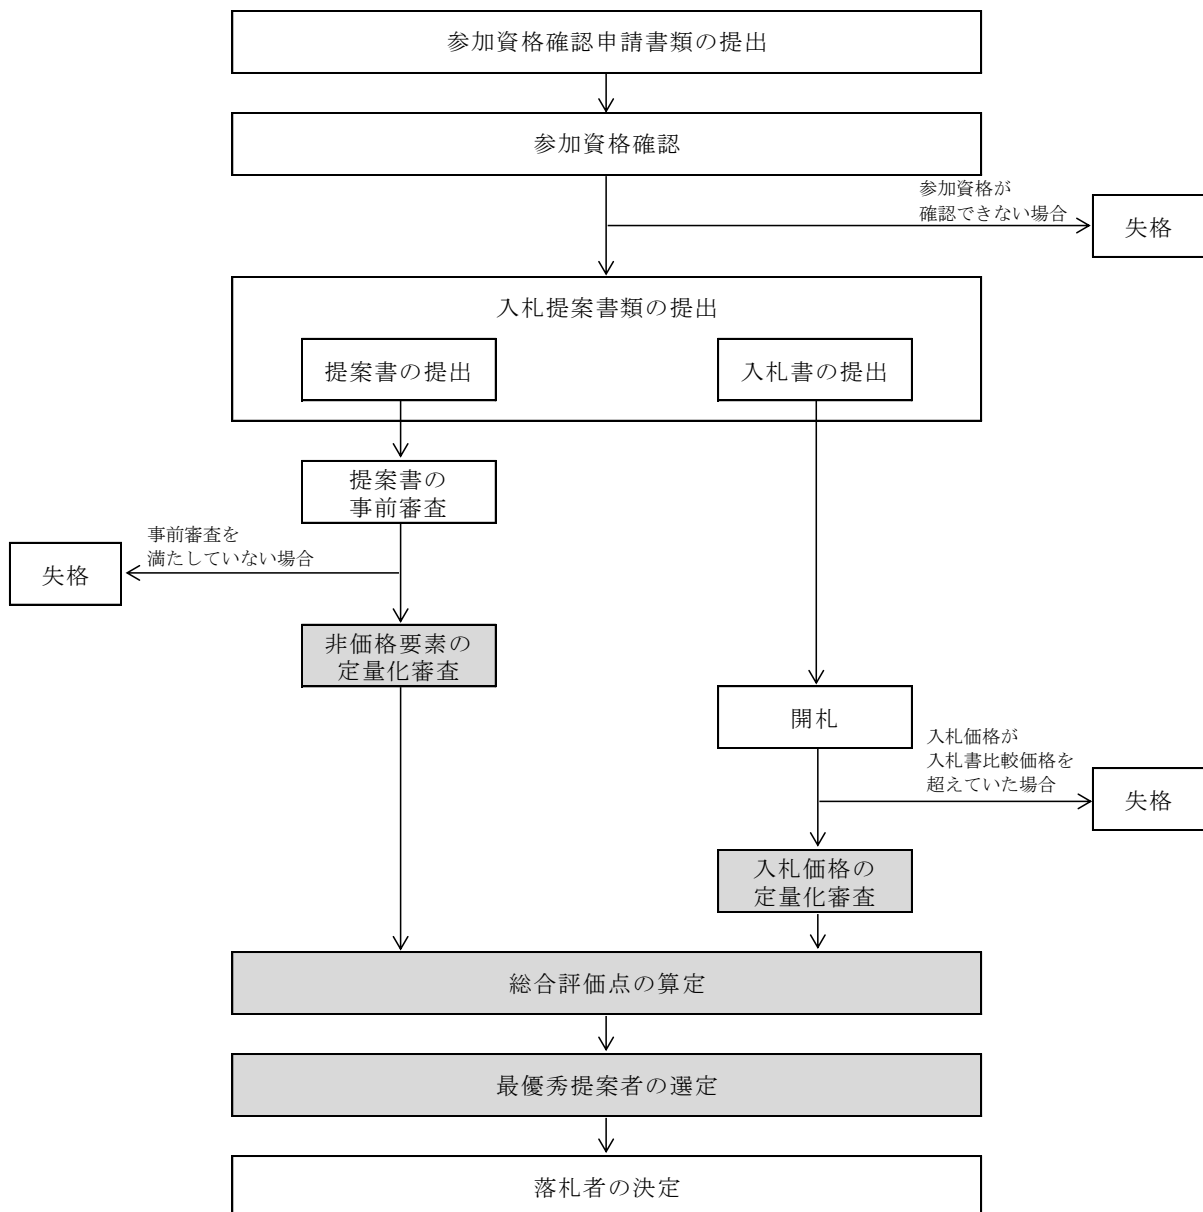 参加資格確認申請書類の提出
参加資格確認
参加資格が
確認できない場合
失格
入札提案書類の提出
提案書の提出
入札書の提出
提案書の
事前審査
事前審査を
満たしていない場合
失格
非価格要素の
定量化審査
開札
入札価格が
入札書比較価格を
超えていた場合
失格
入札価格の
定量化審査
総合評価点の算定
最優秀提案者の選定
落札者の決定